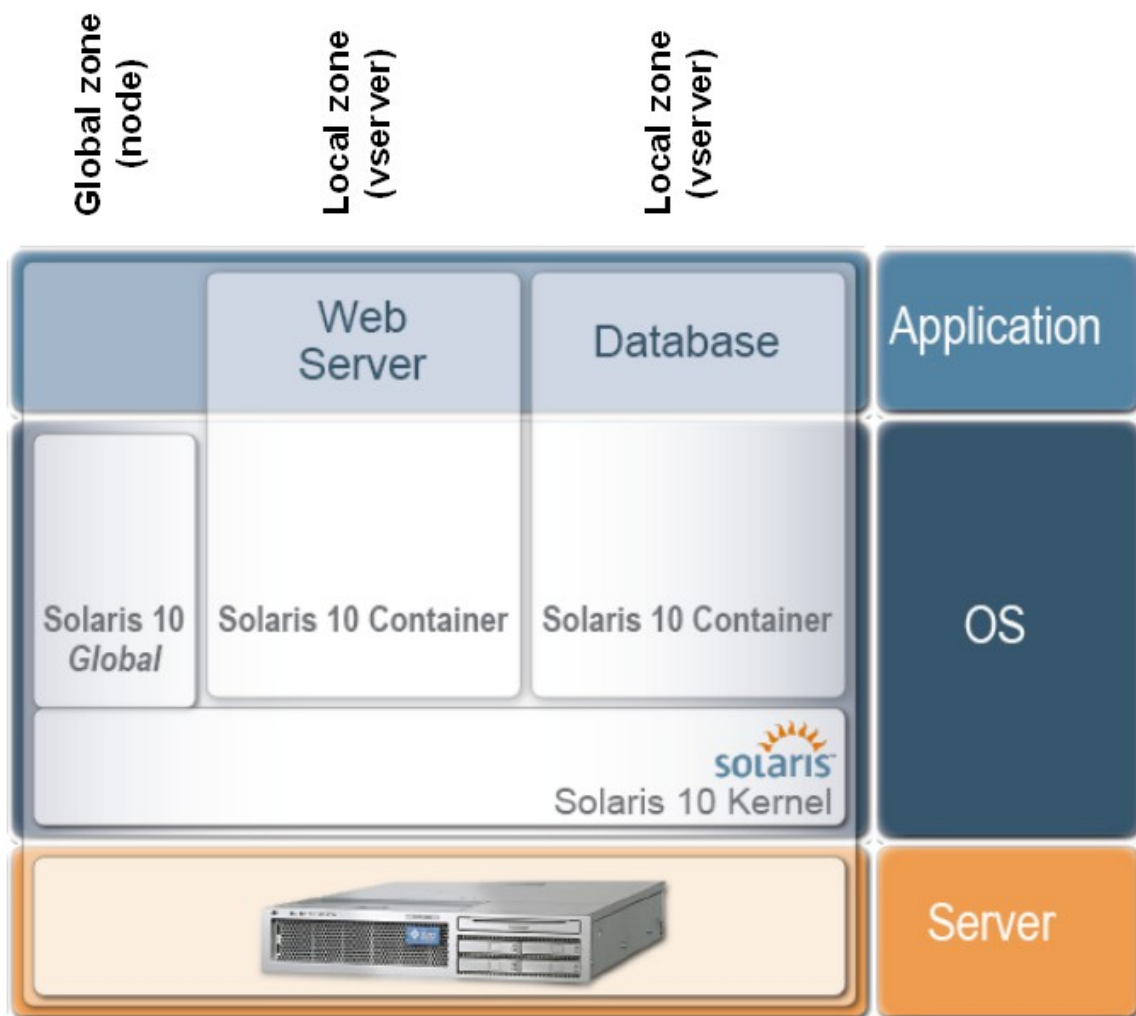 Global zone
(node)
Local zone
(vserver)
Local zone
(vserver)
Web
Server
Database
Application
Solaris 10
Global
Solaris 10 Container
Solaris 10 Container
OS
solaris™
Solaris 10 Kernel
Server